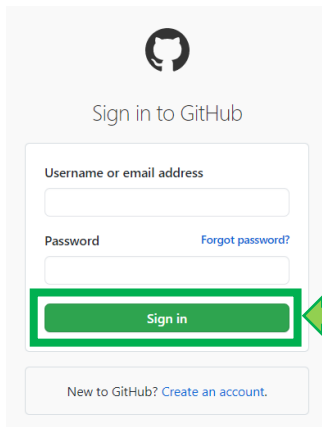 Sign in to GitHub
Username or email address
Password Forgot password?
Sign in
New to GitHub? Create an account.